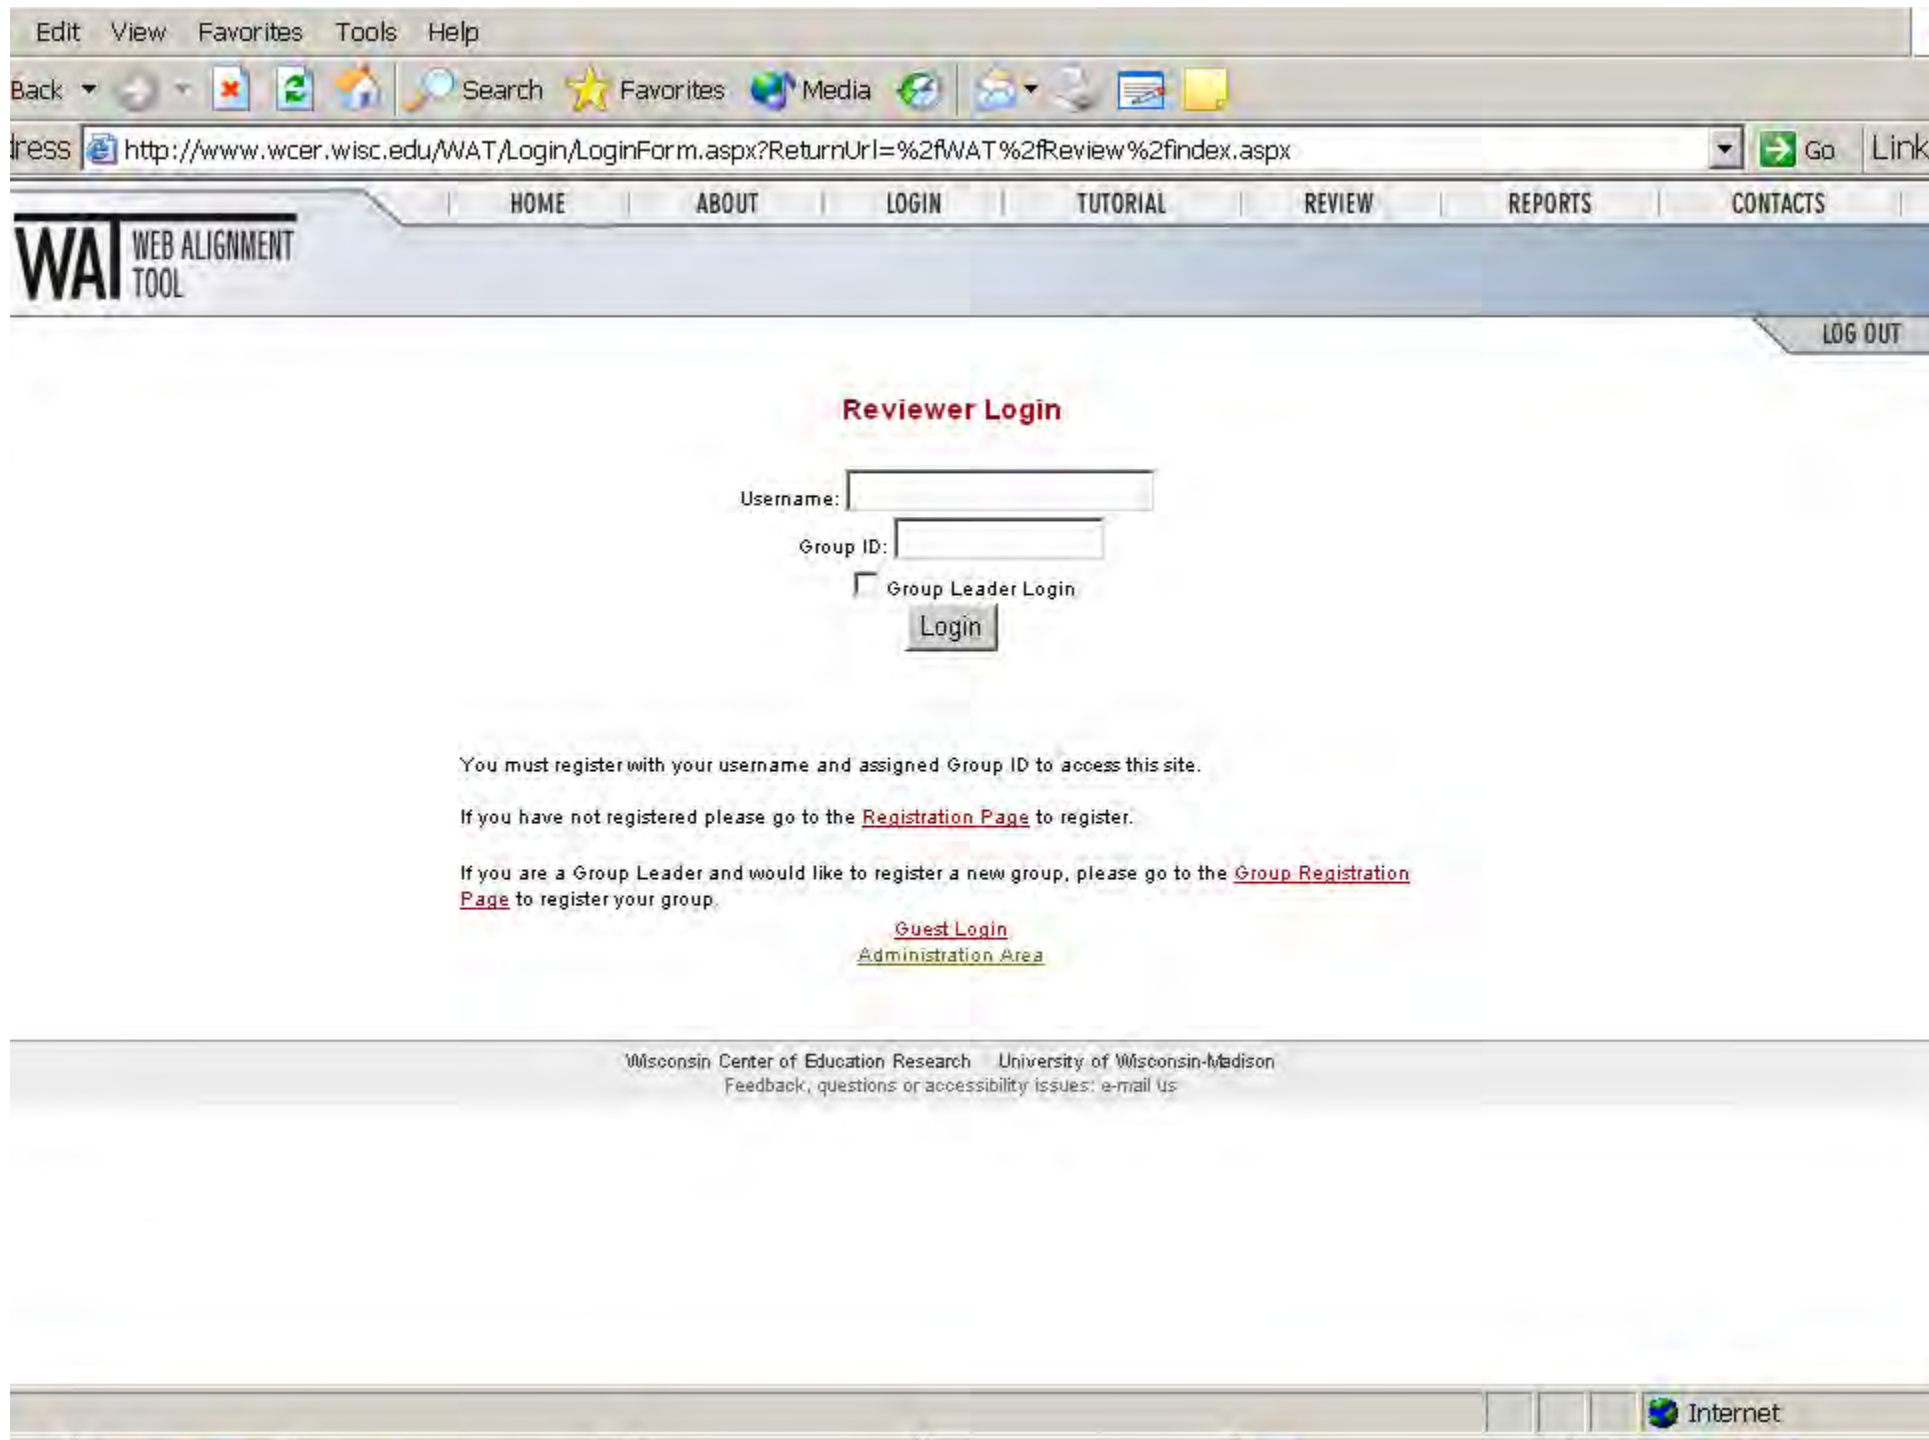 Edit View Favorites Tools Help
Back Search Favorites Media
dress http://www.wcer.wisc.edu/WAT/Login/LoginForm.aspx?ReturnUrl=%2fWAT%2fReview%2findex.aspx Go Link
HOME ABOUT LOGIN TUTORIAL REVIEW REPORTS CONTACTS
WAT WEB ALIGNMENT
TOOL
LOG OUT
Reviewer Login
Username:
Group ID:
Group Leader Login
Login
You must register with your username and assigned Group ID to access this site.
If you have not registered please go to the Registration Page to register.
If you are a Group Leader and would like to register a new group, please go to the Group Registration
Page to register your group.
Guest Login
Administration Area
Wisconsin Center of Education Research University of Wisconsin-Madison
Feedback, questions or accessibility issues: e-mail us
Internet